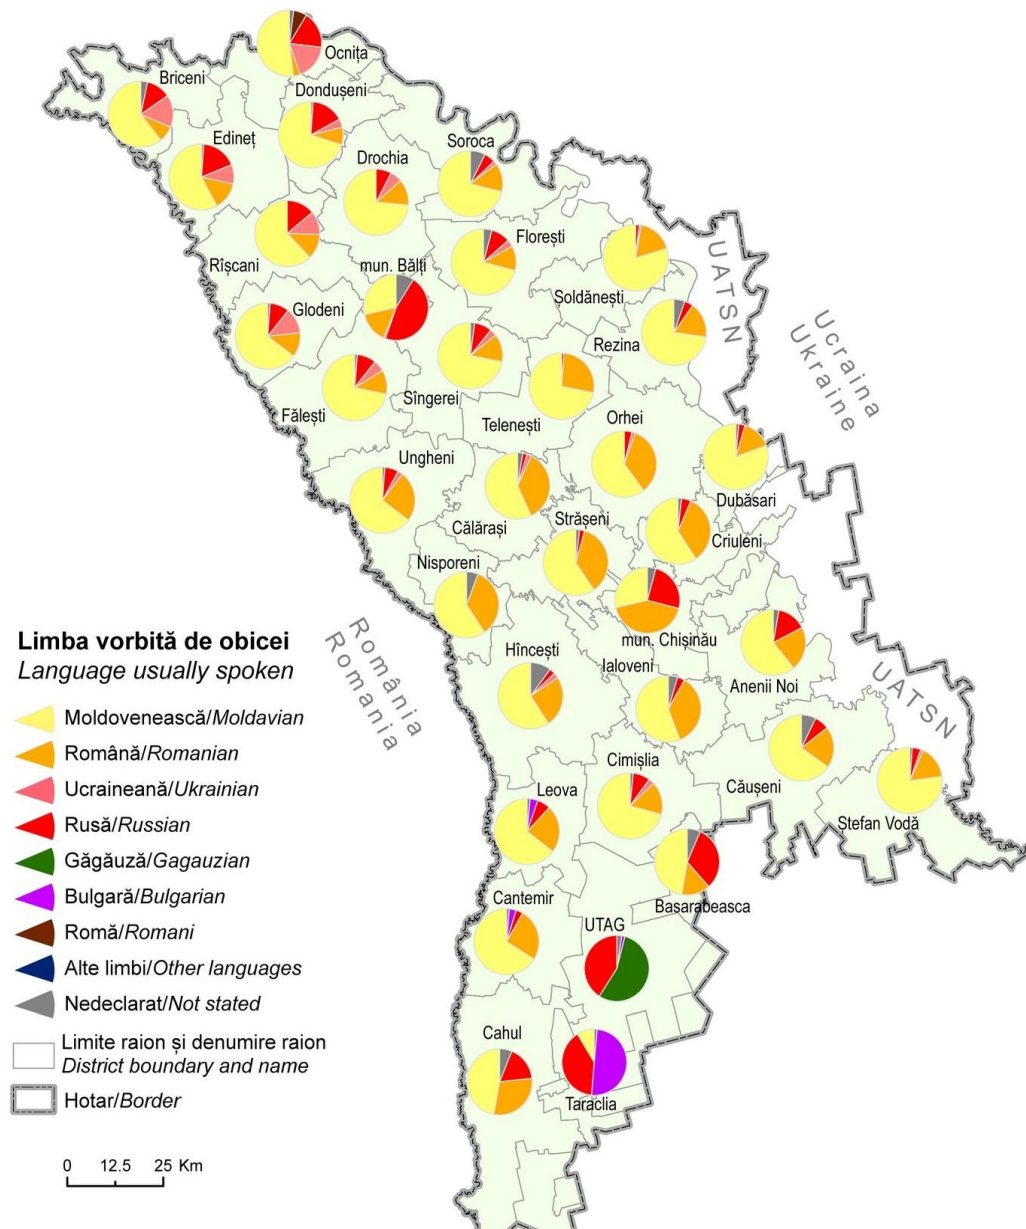 Ocnița
Briceni
Dondușeni
Edineț
Soroca
Drochia
Florești
Rîșcani
mun. Bălți
Șoldănești
UATSN
Glodeni
Rezina
Ucraina
Ukraine
Sîngerei
Fălești
Telenești
Orhei
Ungheni
Dubăsari
Călărași
Strășeni
Criuleni
Nisporeni
mun. Chișinău
România
Romania
Hîncești
Ialoveni
Anenii Noi
UATSN
Limba vorbită de obicei
Language usually spoken
Moldovenească/Moldavian
Română/Romanian
Ucraineană/Ukrainian
Rusă/Russian
Găgăuză/Gagauzian
Bulgară/Bulgarian
Romă/Romani
Alte limbi/Other languages
Nedeclarat/Not stated
Limite raion și denumire raion
District boundary and name
Hotar/Border
0 12.5 25 Km
Cimișlia
Căușeni
Leova
Ștefan Vodă
Basarabeasca
Cantemir
UTAG
Cahul
Taraclia